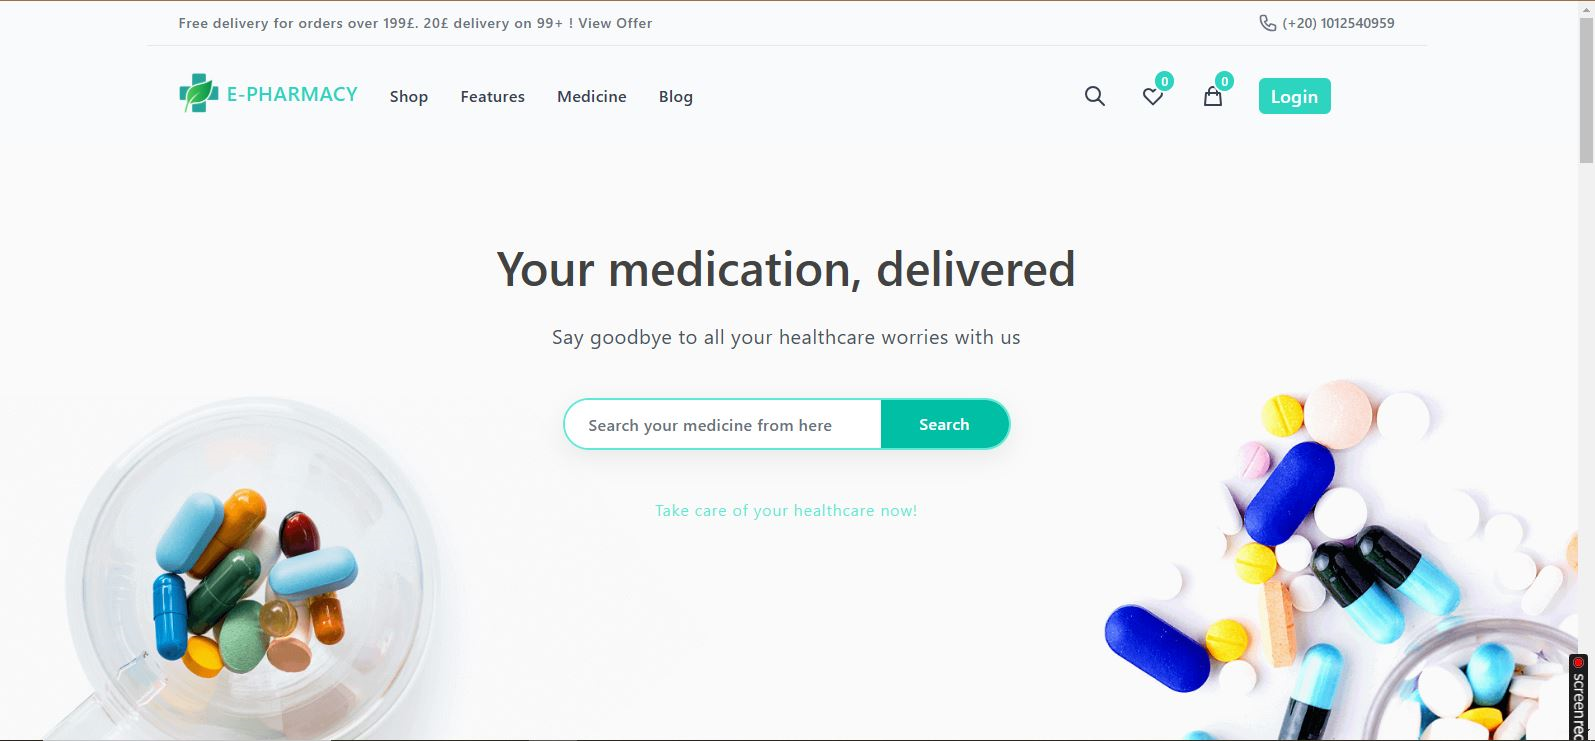 Free delivery for orders over 199£. 20£ delivery on 99+ ! View Offer
(+20) 1012540959
E-PHARMACY
Shop
Features
Medicine
Blog
0
0
Login
Your medication, delivered
Say goodbye to all your healthcare worries with us
Search your medicine from here
Search
Take care of your healthcare now!
screenrec